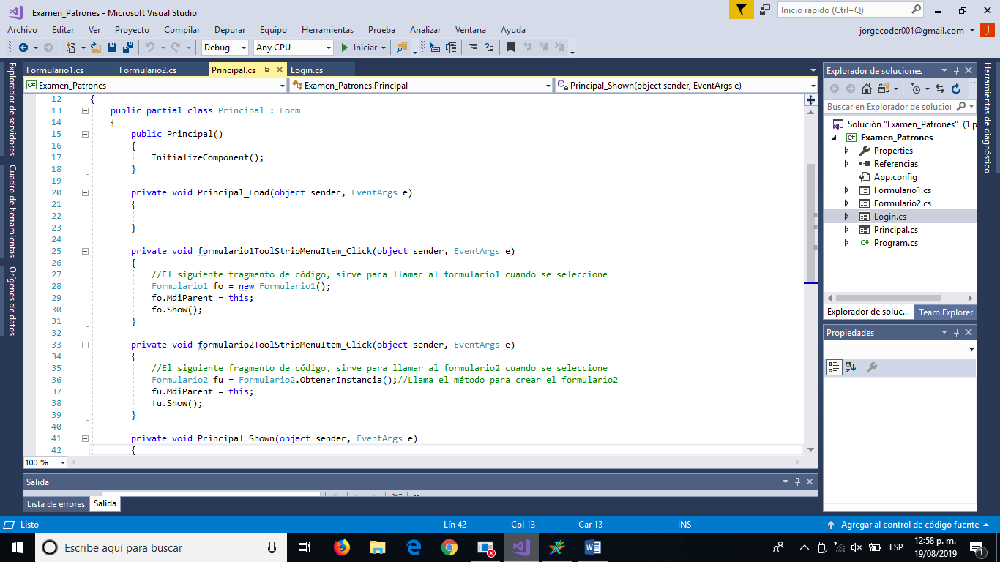 Examen_Patrones - Microsoft Visual Studio
Inicio rápido (Ctrl+Q)
Archivo Editar Ver Proyecto Compilar Depurar Equipo Herramientas Prueba Analizar Ventana Ayuda
jorgecoder001@gmail.com J
Debug Any CPU Iniciar
Formulario1.cs Formulario2.cs Principal.cs Login.cs
Examen_Patrones Examen_Patrones.Principal Principal_Shown(object sender, EventArgs e)
Explorador de servidores
Cuadro de herramientas
Orígenes de datos
12 {
13 public partial class Principal : Form
14 {
15 public Principal()
16 {
17 InitializeComponent();
18 }
19
20 private void Principal_Load(object sender, EventArgs e)
21 {
22
23 }
24
25 private void formulario1ToolStripMenuItem_Click(object sender, EventArgs e)
26 {
27 //El siguiente fragmento de código, sirve para llamar al formulario1 cuando se seleccione
28 Formulario1 fo = new Formulario1();
29 fo.MdiParent = this;
30 fo.Show();
31 }
32
33 private void formulario2ToolStripMenuItem_Click(object sender, EventArgs e)
34 {
35 //El siguiente fragmento de código, sirve para llamar al formulario2 cuando se seleccione
36 Formulario2 fu = Formulario2.ObtenerInstancia();//Llama el método para crear el formulario2
37 fu.MdiParent = this;
38 fu.Show();
39 }
40
41 private void Principal_Shown(object sender, EventArgs e)
42 {
100 %
Explorador de soluciones
Buscar en Explorador de solucion
Solución "Examen_Patrones" (1 p
C# Examen_Patrones
Properties
Referencias
App.config
Formulario1.cs
Formulario2.cs
Login.cs
Principal.cs
C# Program.cs
Explorador de soluc... Team Explorer
Propiedades
Herramientas de diagnóstico
Salida
Lista de errores Salida
Listo Lín 42 Col 13 Car 13 INS Agregar al control de código fuente
Escribe aquí para buscar
ESP
12:58 p. m.
19/08/2019
1